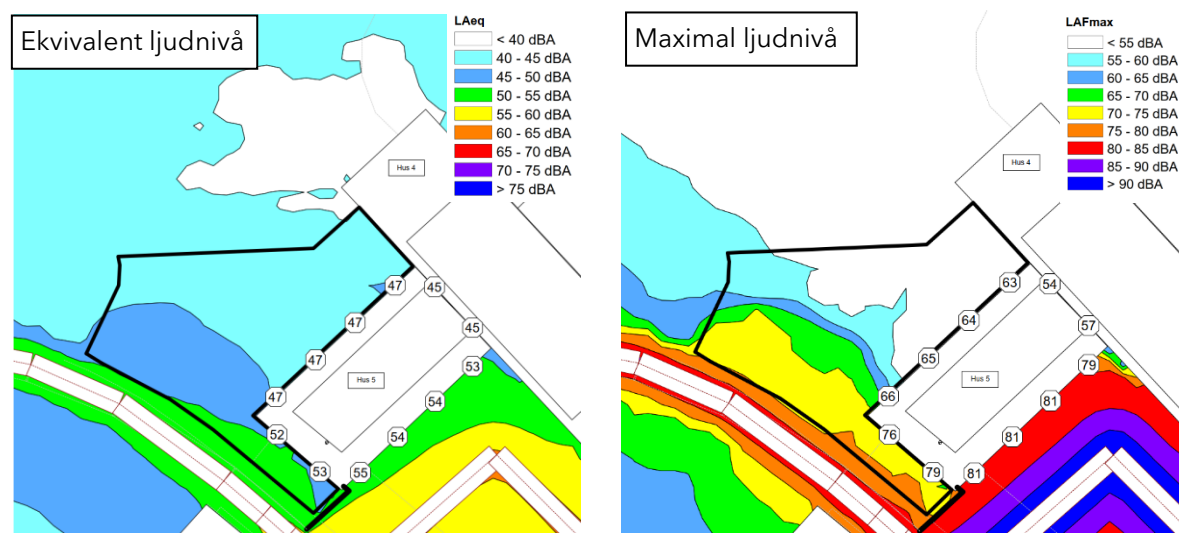 Ekvivalent ljudnivå
LAeq
< 40 dBA
40 - 45 dBA
45 - 50 dBA
50 - 55 dBA
55 - 60 dBA
60 - 65 dBA
65 - 70 dBA
70 - 75 dBA
> 75 dBA
Hus 4
47
45
47
45
47
53
Hus 5
47
54
52
54
53
55
Maximal ljudnivå
LAFmax
< 55 dBA
55 - 60 dBA
60 - 65 dBA
65 - 70 dBA
70 - 75 dBA
75 - 80 dBA
80 - 85 dBA
85 - 90 dBA
> 90 dBA
Hus 4
63
54
64
57
65
79
Hus 5
66
81
76
81
79
81